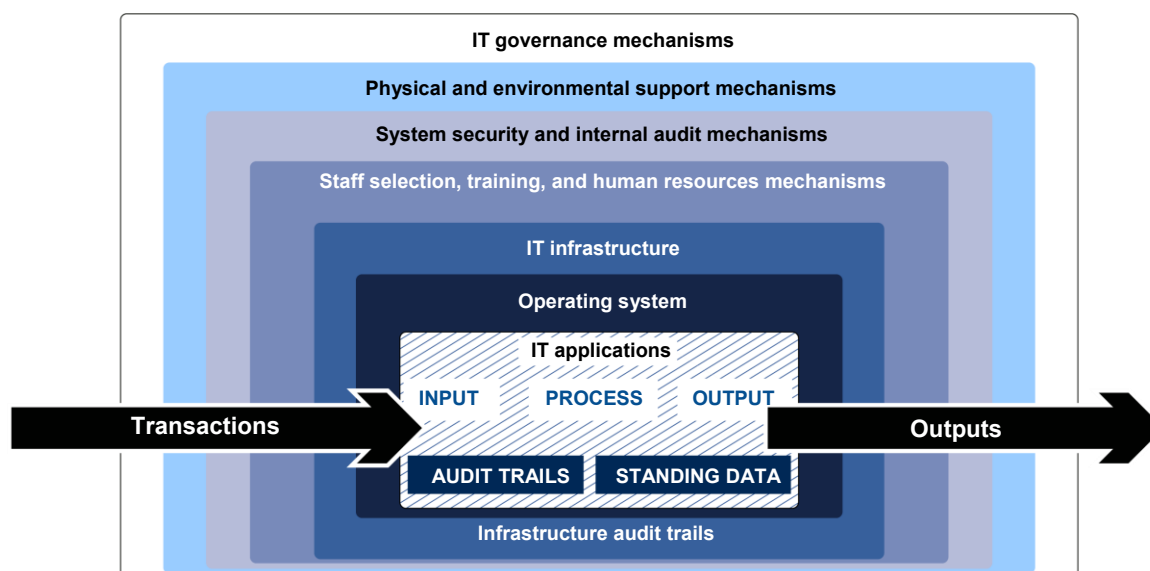 IT governance mechanisms
Physical and environmental support mechanisms
System security and internal audit mechanisms
Staff selection, training, and human resources mechanisms
IT infrastructure
Operating system
IT applications
INPUT PROCESS OUTPUT
Transactions
Outputs
AUDIT TRAILS STANDING DATA
Infrastructure audit trails